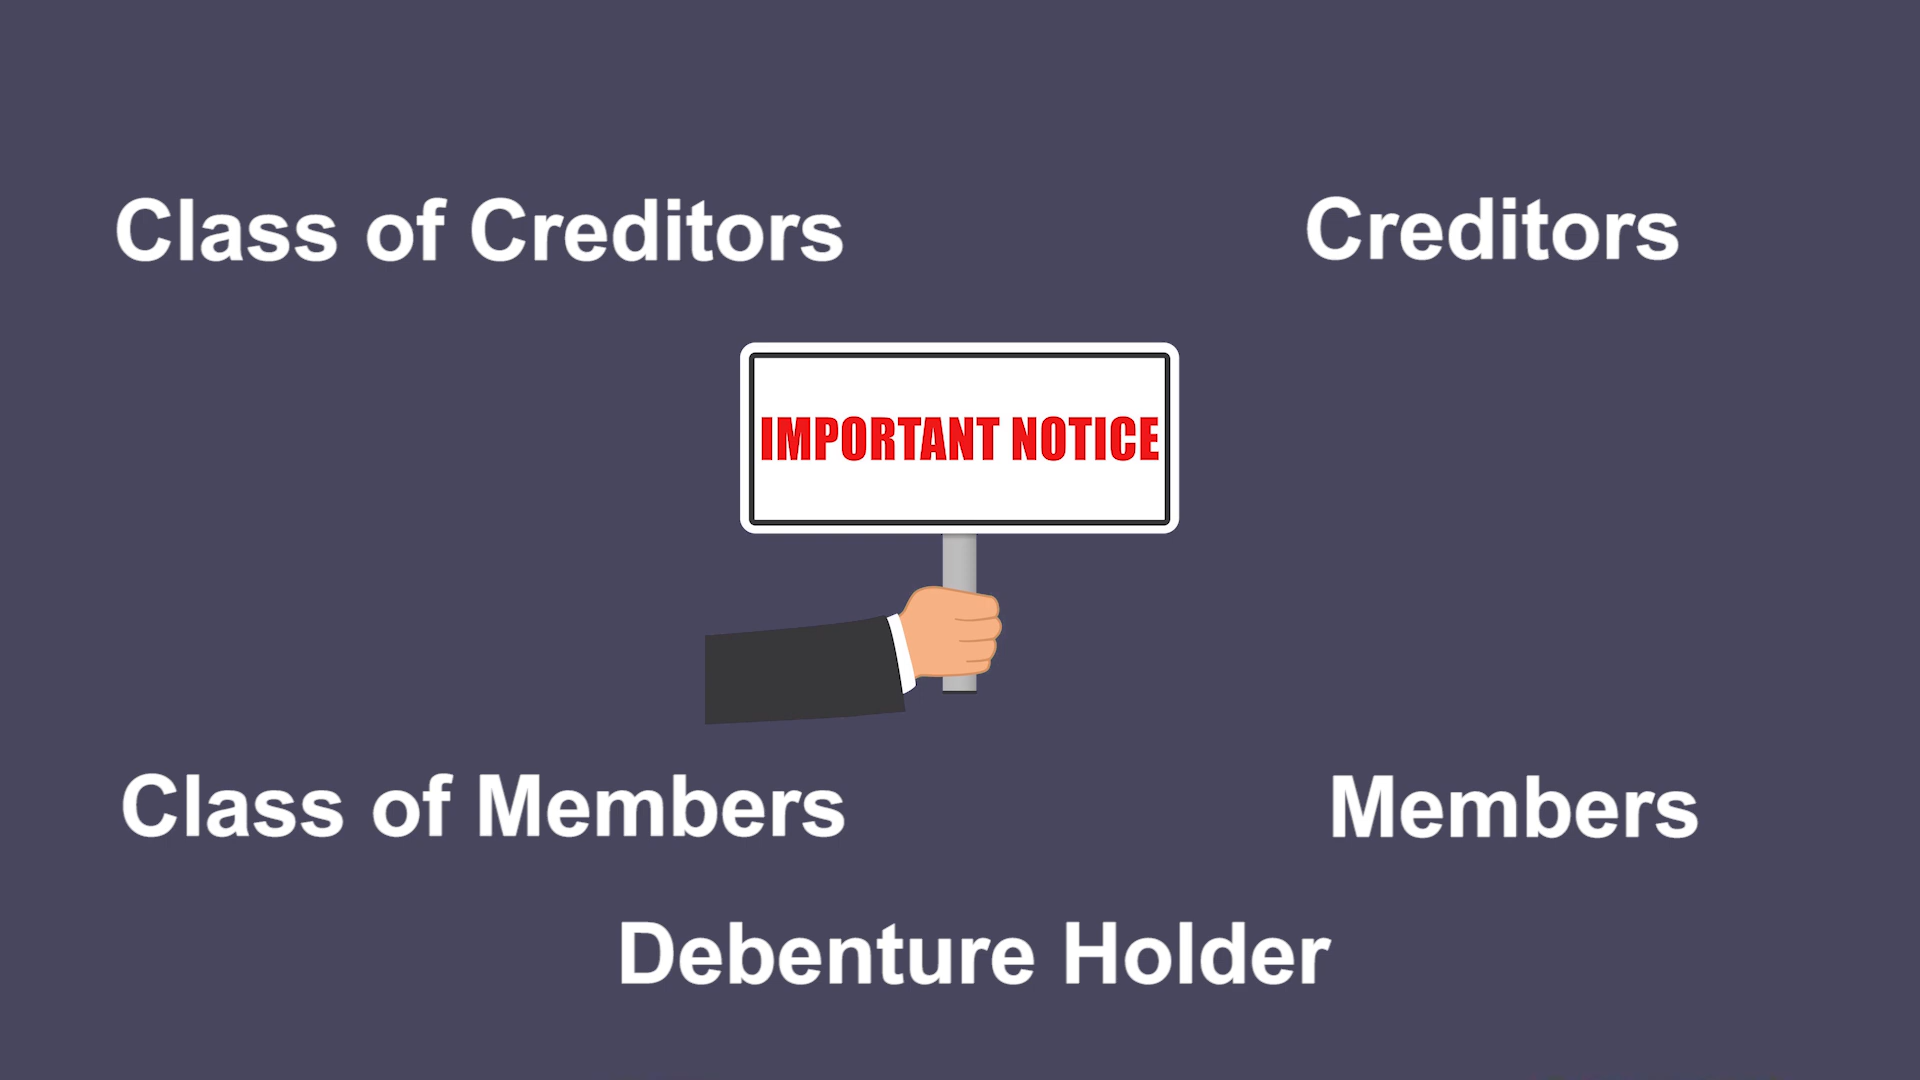 Class of Creditors
Creditors
IMPORTANT NOTICE
Class of Members
Members
Debenture Holder